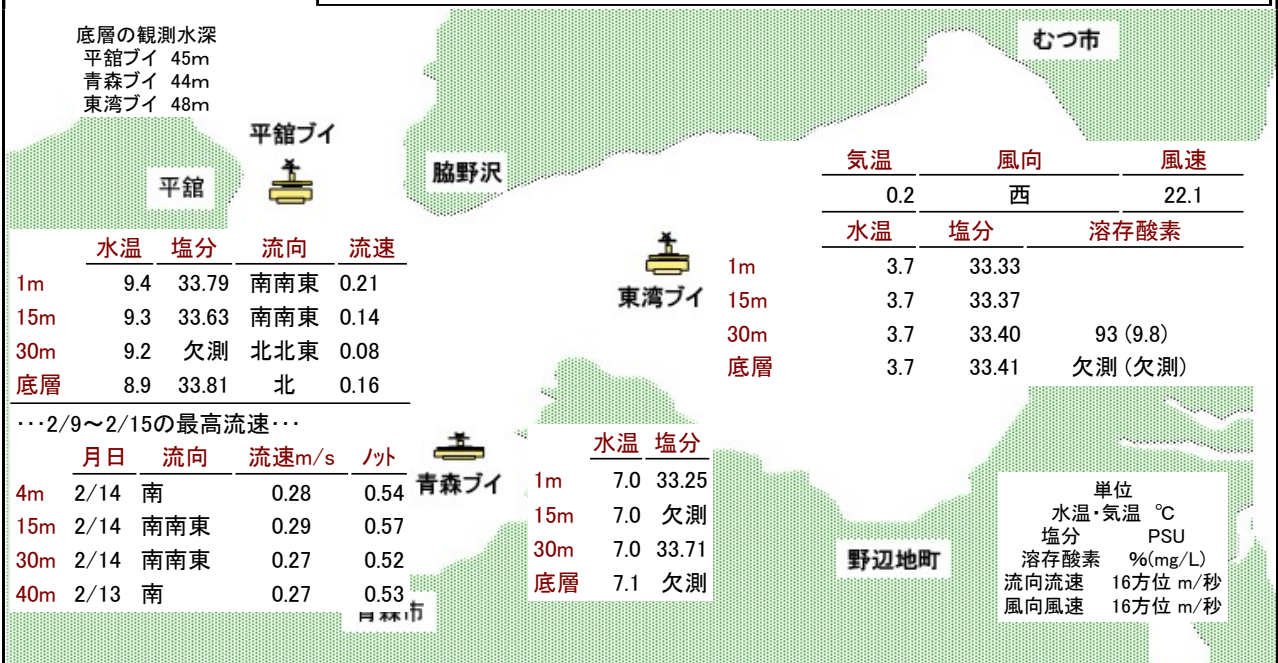 底層の観測水深
平舘ブイ 45m
青森ブイ 44m
東湾ブイ 48m
むつ市
平舘ブイ
平舘
脇野沢
気温 風向 風速
0.2 西 22.1
水温 塩分 溶存酸素
1m 3.7 33.33
15m 3.7 33.37
30m 3.7 33.40 93 (9.8)
底層 3.7 33.41 欠測 (欠測)
東湾ブイ
水温 塩分 流向 流速
1m 9.4 33.79 南南東 0.21
15m 9.3 33.63 南南東 0.14
30m 9.2 欠測 北北東 0.08
底層 8.9 33.81 北 0.16
･･･2/9～2/15の最高流速･･･
月日 流向 流速m/s ノット
4m 2/14 南 0.28 0.54
15m 2/14 南南東 0.29 0.57
30m 2/14 南南東 0.27 0.52
40m 2/13 南 0.27 0.53
青森ブイ
水温 塩分
1m 7.0 33.25
15m 7.0 欠測
30m 7.0 33.71
底層 7.1 欠測
青森市
野辺地町
単位
水温･気温 ℃
塩分 PSU
溶存酸素 %(mg/L)
流向流速 16方位 m/秒
風向風速 16方位 m/秒